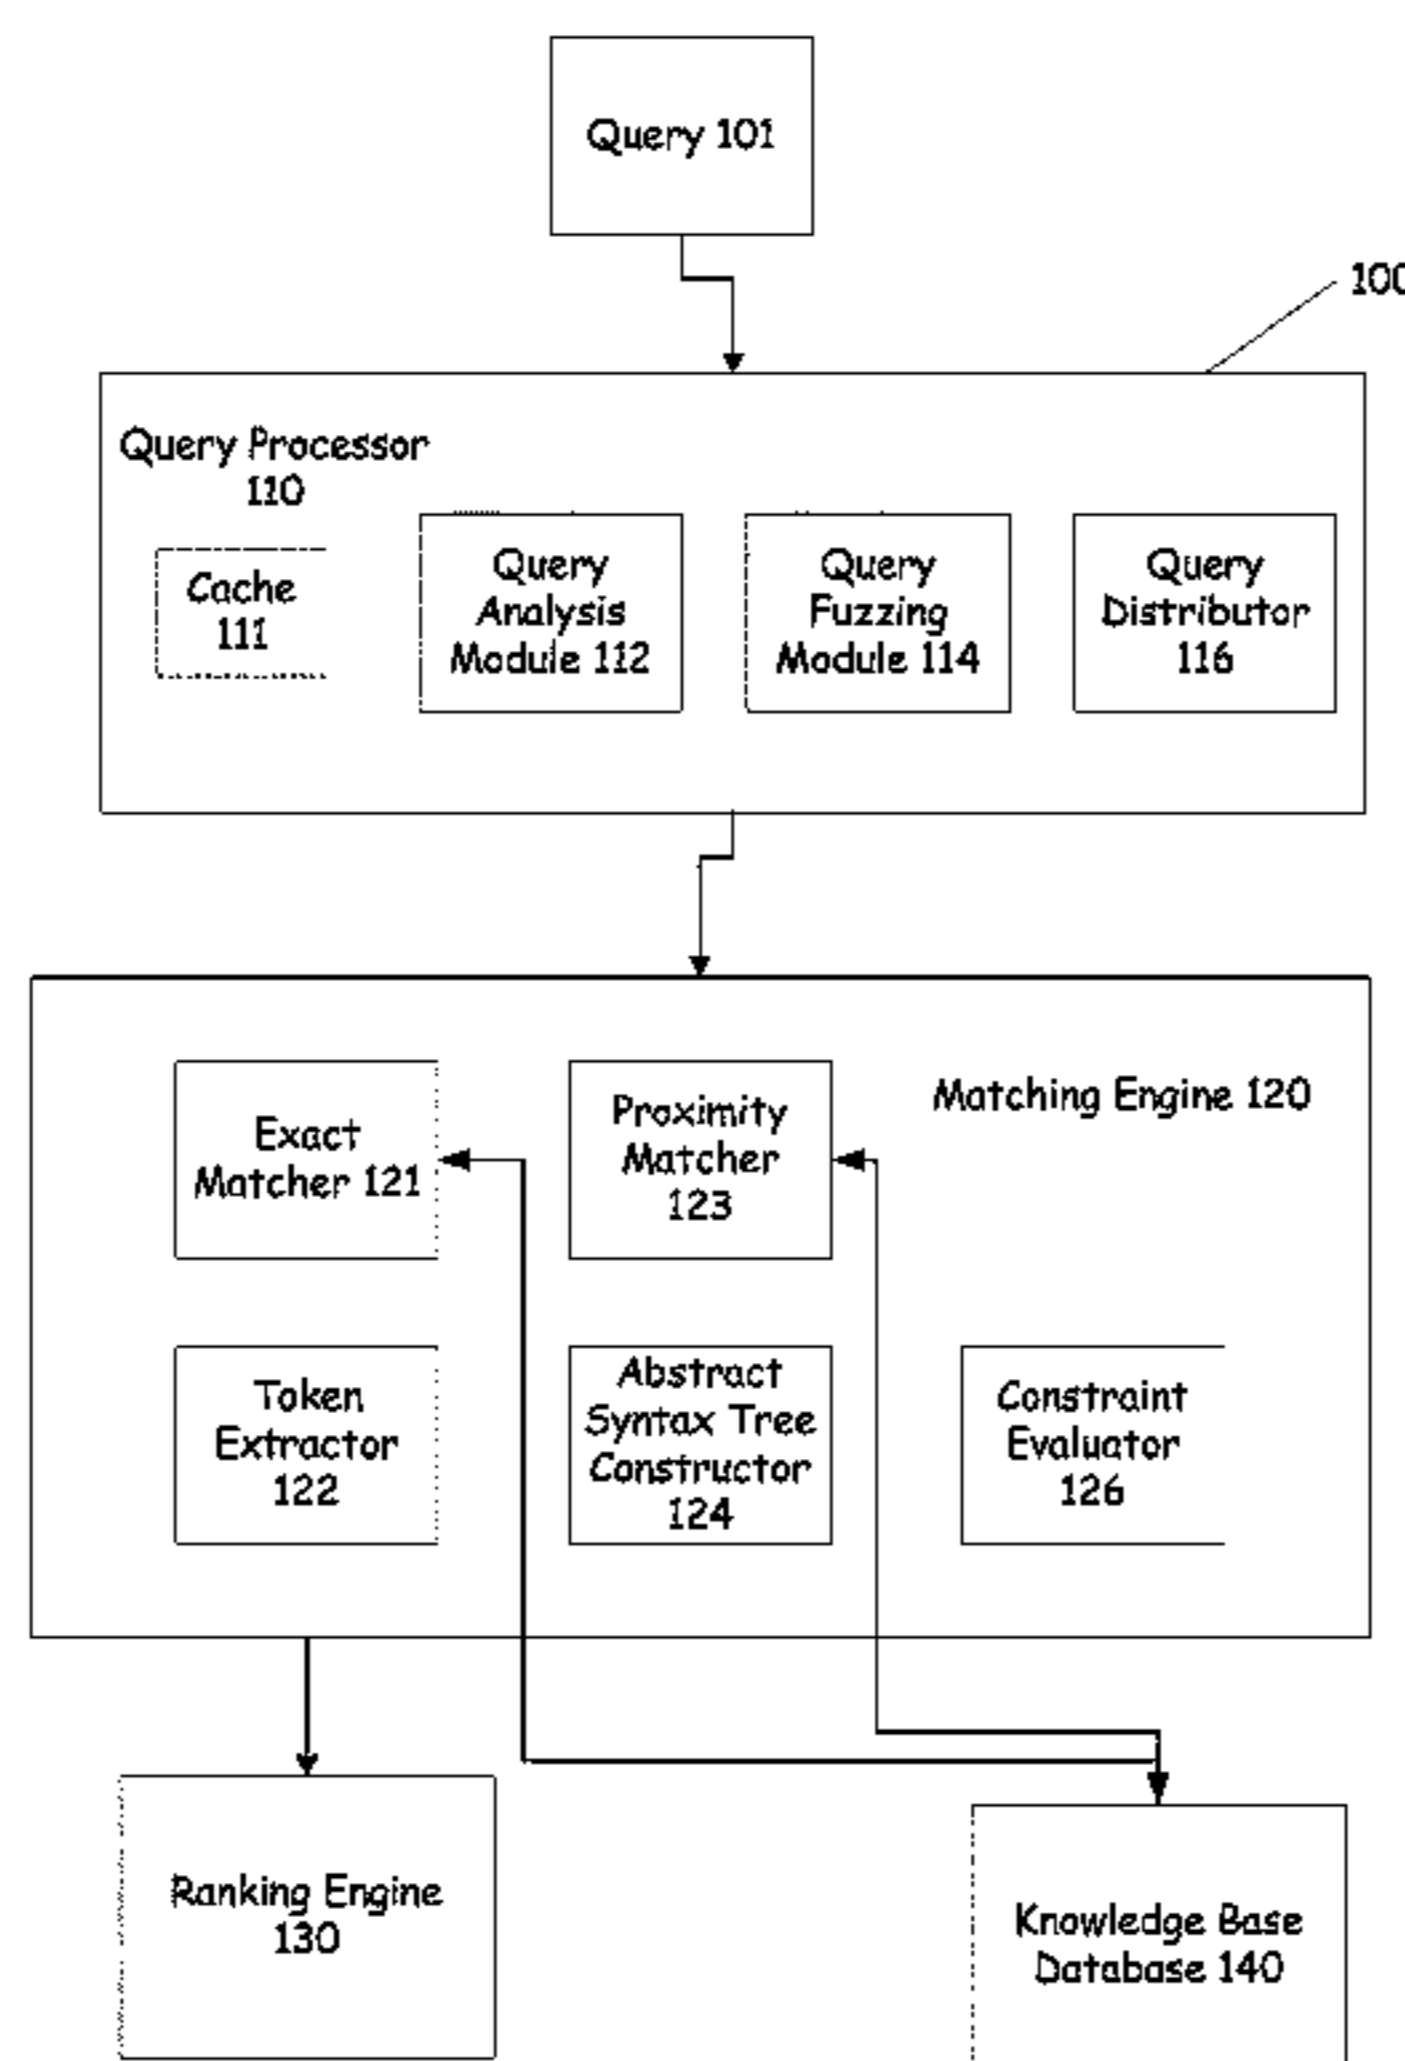 Query 101
100
Query Processor
110
Cache
111
Query
Analysis
Module 112
Query
Fuzzing
Module 114
Query
Distributor
116
Matching Engine 120
Exact
Matcher 121
Proximity
Matcher
123
Token
Extractor
122
Abstract
Syntax Tree
Constructor
124
Constraint
Evaluator
126
Ranking Engine
130
Knowledge Base
Database 140